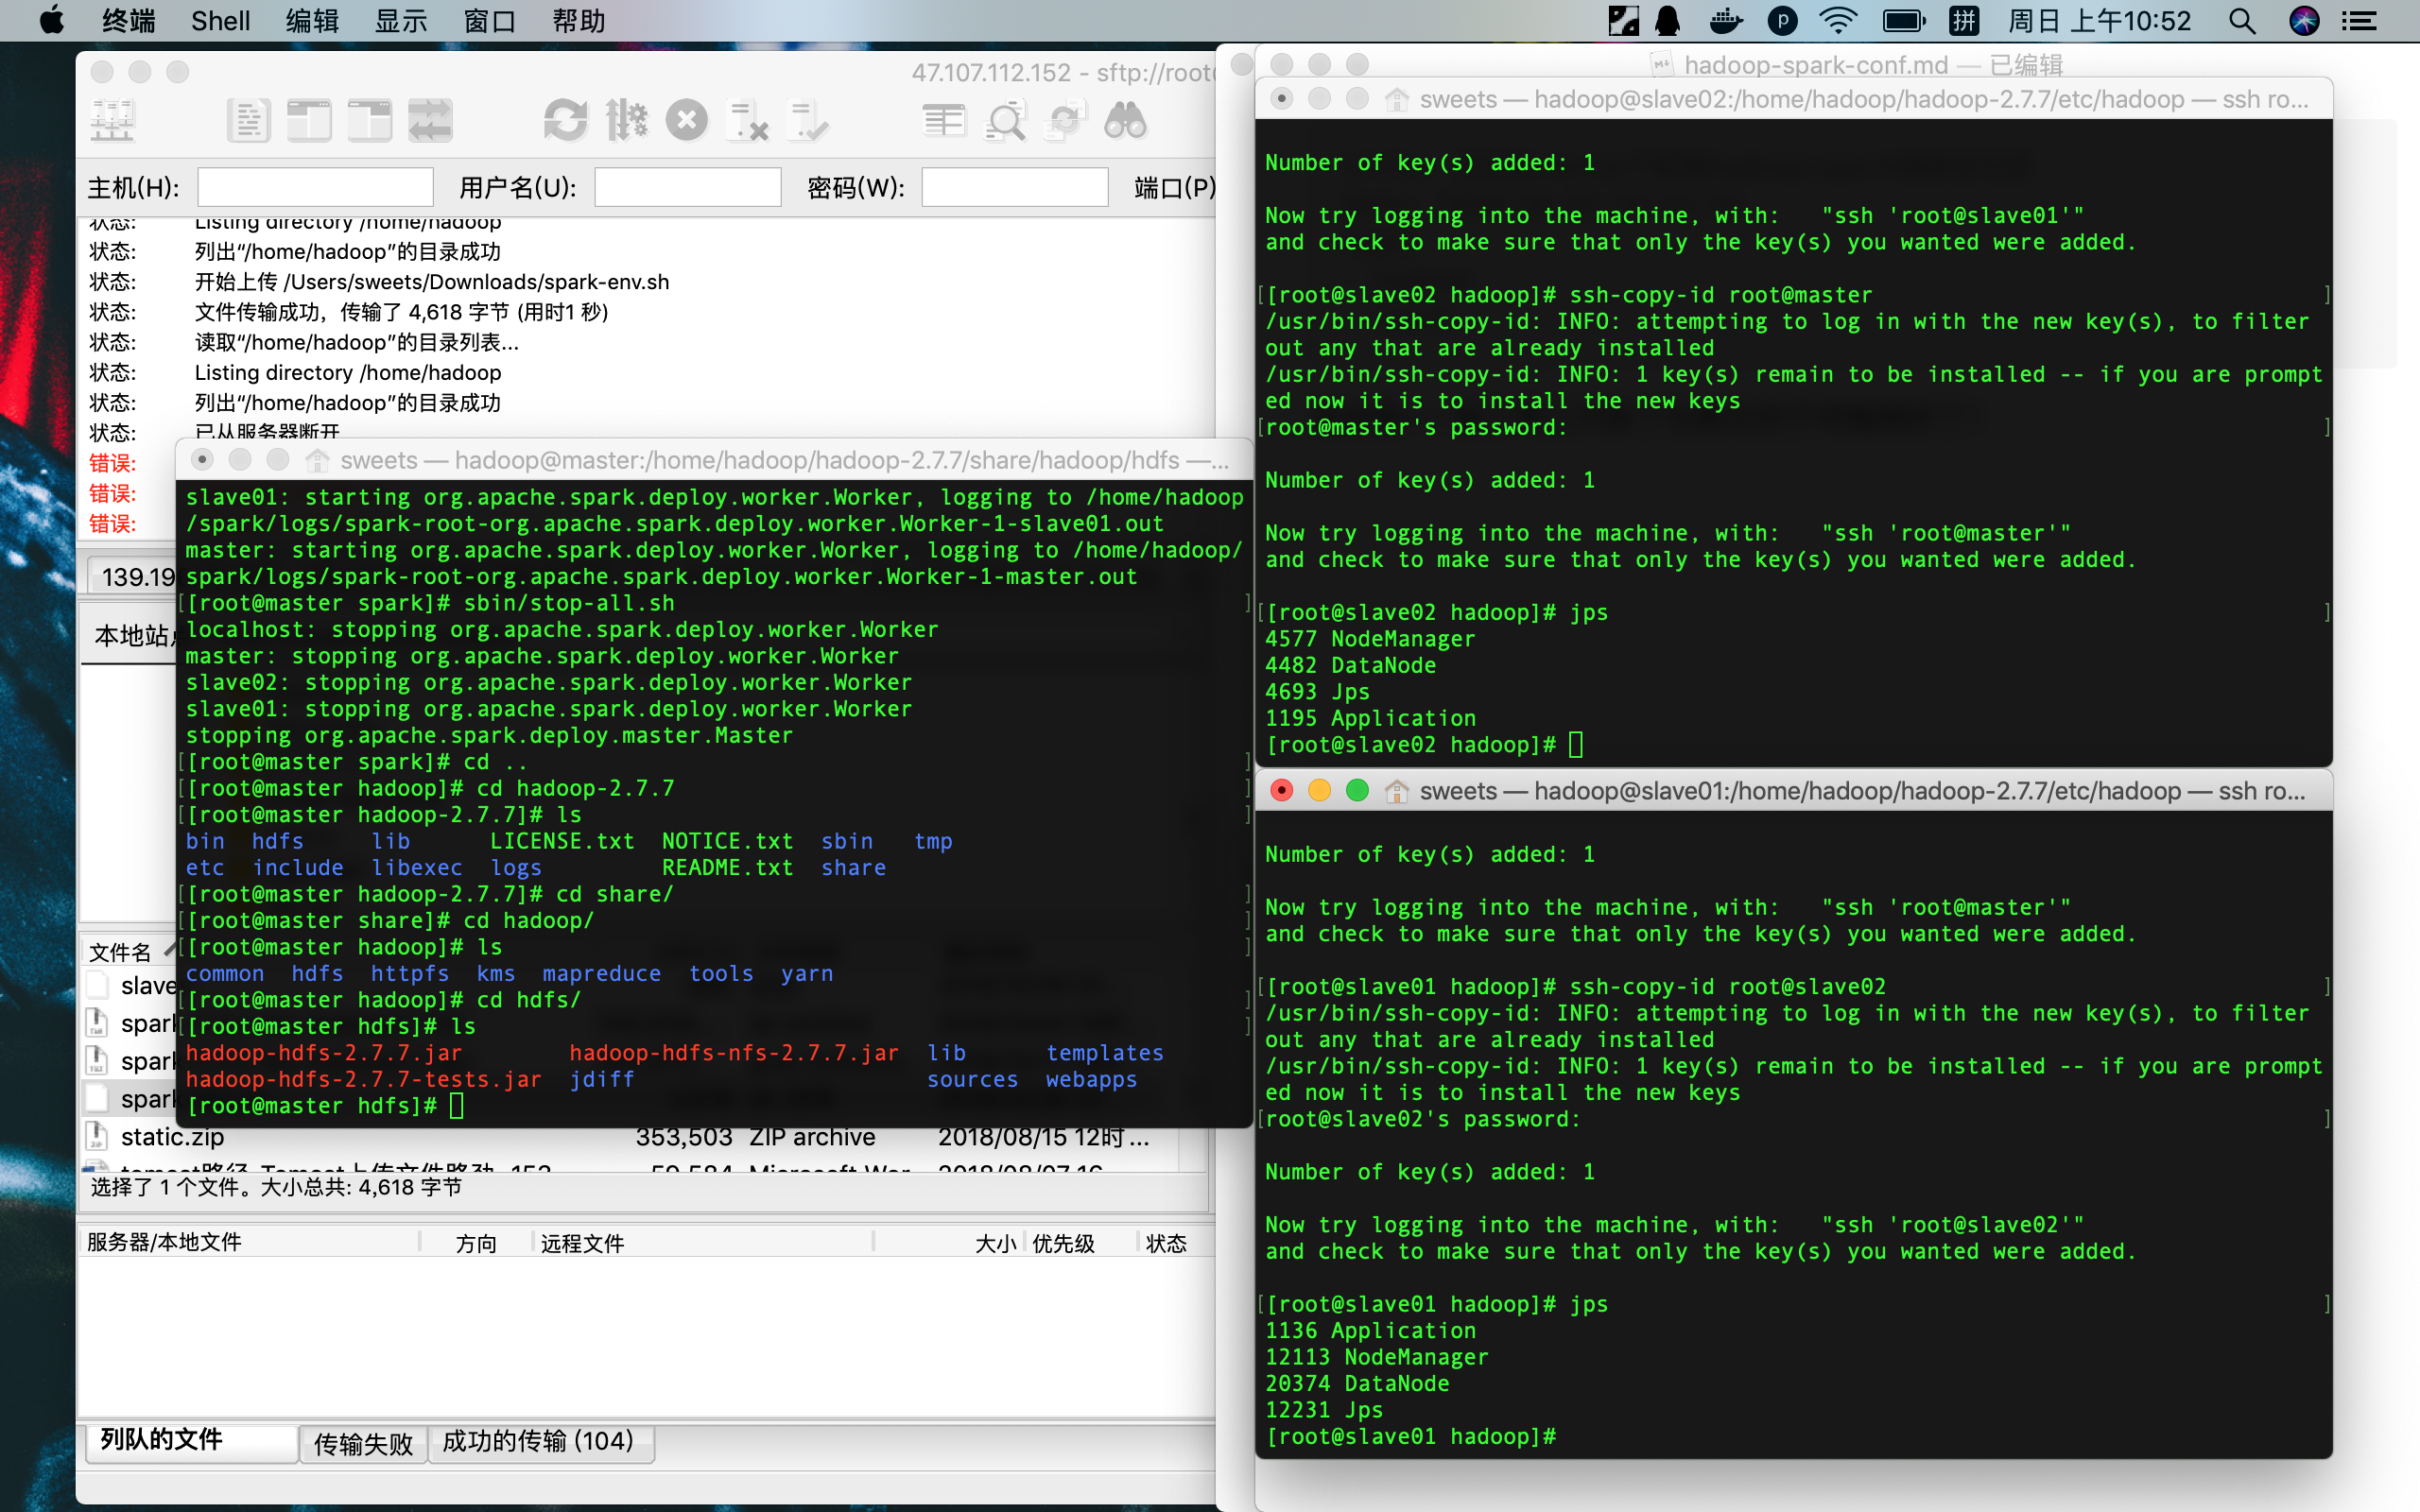 终端 Shell 编辑 显示 窗口 帮助
拼 周日 上午10:52
47.107.112.152 - sftp://root
主机(H): 用户名(U): 密码(W): 端口(P)
状态: Listing directory /home/hadoop
状态: 列出“/home/hadoop”的目录成功
状态: 开始上传 /Users/sweets/Downloads/spark-env.sh
状态: 文件传输成功，传输了 4,618 字节 (用时1 秒)
状态: 读取“/home/hadoop”的目录列表...
状态: Listing directory /home/hadoop
状态: 列出“/home/hadoop”的目录成功
状态: 已从服务器断开
错误:
错误:
错误:
139.19
本地站点
文件名
slave
spark
spark
spark
static.zip 353,503 ZIP archive 2018/08/15 12时...
选择了 1 个文件。大小总共: 4,618 字节
服务器/本地文件 方向 远程文件 大小 优先级 状态
列队的文件 传输失败 成功的传输 (104)
sweets — hadoop@master:/home/hadoop/hadoop-2.7.7/share/hadoop/hdfs —...
slave01: starting org.apache.spark.deploy.worker.Worker, logging to /home/hadoop
/spark/logs/spark-root-org.apache.spark.deploy.worker.Worker-1-slave01.out
master: starting org.apache.spark.deploy.worker.Worker, logging to /home/hadoop/
spark/logs/spark-root-org.apache.spark.deploy.worker.Worker-1-master.out
[[root@master spark]# sbin/stop-all.sh ]
localhost: stopping org.apache.spark.deploy.worker.Worker
master: stopping org.apache.spark.deploy.worker.Worker
slave02: stopping org.apache.spark.deploy.worker.Worker
slave01: stopping org.apache.spark.deploy.worker.Worker
stopping org.apache.spark.deploy.master.Master
[[root@master spark]# cd .. ]
[[root@master hadoop]# cd hadoop-2.7.7 ]
[[root@master hadoop-2.7.7]# ls ]
bin hdfs lib LICENSE.txt NOTICE.txt sbin tmp
etc include libexec logs README.txt share
[[root@master hadoop-2.7.7]# cd share/ ]
[[root@master share]# cd hadoop/ ]
[[root@master hadoop]# ls ]
common hdfs httpfs kms mapreduce tools yarn
[[root@master hadoop]# cd hdfs/ ]
[[root@master hdfs]# ls ]
hadoop-hdfs-2.7.7.jar hadoop-hdfs-nfs-2.7.7.jar lib templates
hadoop-hdfs-2.7.7-tests.jar jdiff sources webapps
[root@master hdfs]#
hadoop-spark-conf.md — 已编辑
sweets — hadoop@slave02:/home/hadoop/hadoop-2.7.7/etc/hadoop — ssh ro...
Number of key(s) added: 1
Now try logging into the machine, with: "ssh 'root@slave01'"
and check to make sure that only the key(s) you wanted were added.
[[root@slave02 hadoop]# ssh-copy-id root@master ]
/usr/bin/ssh-copy-id: INFO: attempting to log in with the new key(s), to filter
out any that are already installed
/usr/bin/ssh-copy-id: INFO: 1 key(s) remain to be installed -- if you are prompt
ed now it is to install the new keys
[root@master's password: ]
Number of key(s) added: 1
Now try logging into the machine, with: "ssh 'root@master'"
and check to make sure that only the key(s) you wanted were added.
[[root@slave02 hadoop]# jps ]
4577 NodeManager
4482 DataNode
4693 Jps
1195 Application
[root@slave02 hadoop]#
sweets — hadoop@slave01:/home/hadoop/hadoop-2.7.7/etc/hadoop — ssh ro...
Number of key(s) added: 1
Now try logging into the machine, with: "ssh 'root@master'"
and check to make sure that only the key(s) you wanted were added.
[[root@slave01 hadoop]# ssh-copy-id root@slave02 ]
/usr/bin/ssh-copy-id: INFO: attempting to log in with the new key(s), to filter
out any that are already installed
/usr/bin/ssh-copy-id: INFO: 1 key(s) remain to be installed -- if you are prompt
ed now it is to install the new keys
[root@slave02's password: ]
Number of key(s) added: 1
Now try logging into the machine, with: "ssh 'root@slave02'"
and check to make sure that only the key(s) you wanted were added.
[[root@slave01 hadoop]# jps ]
1136 Application
12113 NodeManager
20374 DataNode
12231 Jps
[root@slave01 hadoop]#